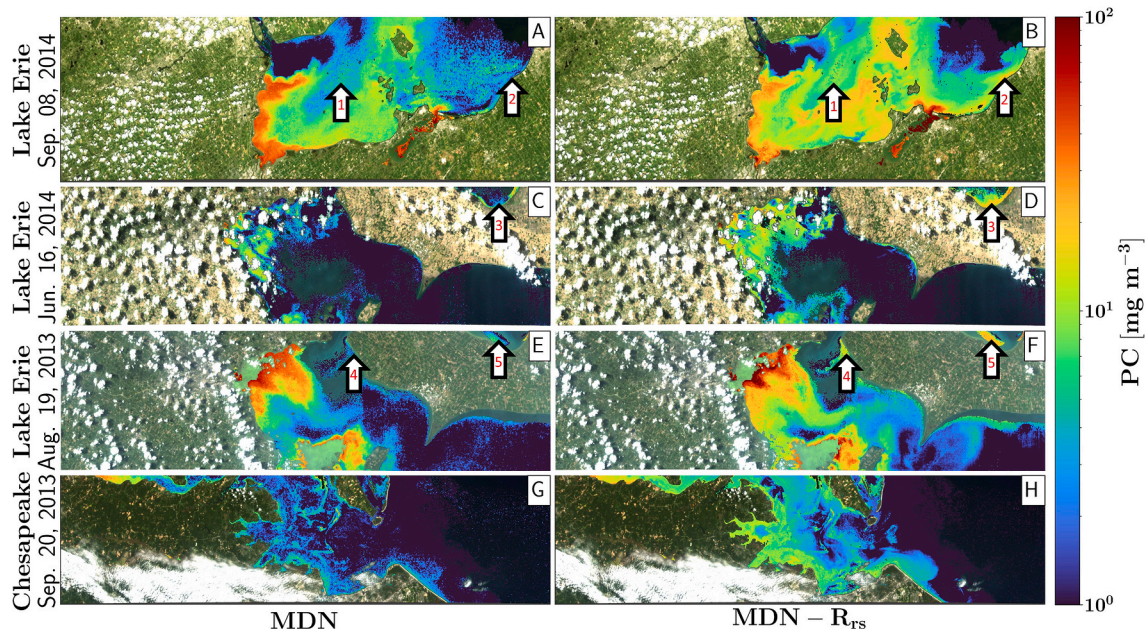 Lake Erie
Sep. 08, 2014
A
1
2
B
1
2
Lake Erie
Jun. 16, 2014
C
3
D
3
Lake Erie
Aug. 19, 2013
E
4
5
F
4
5
Chesapeake
Sep. 20, 2013
G
H
MDN
MDN − R_rs
10²
10¹
10⁰
PC [mg m⁻³]